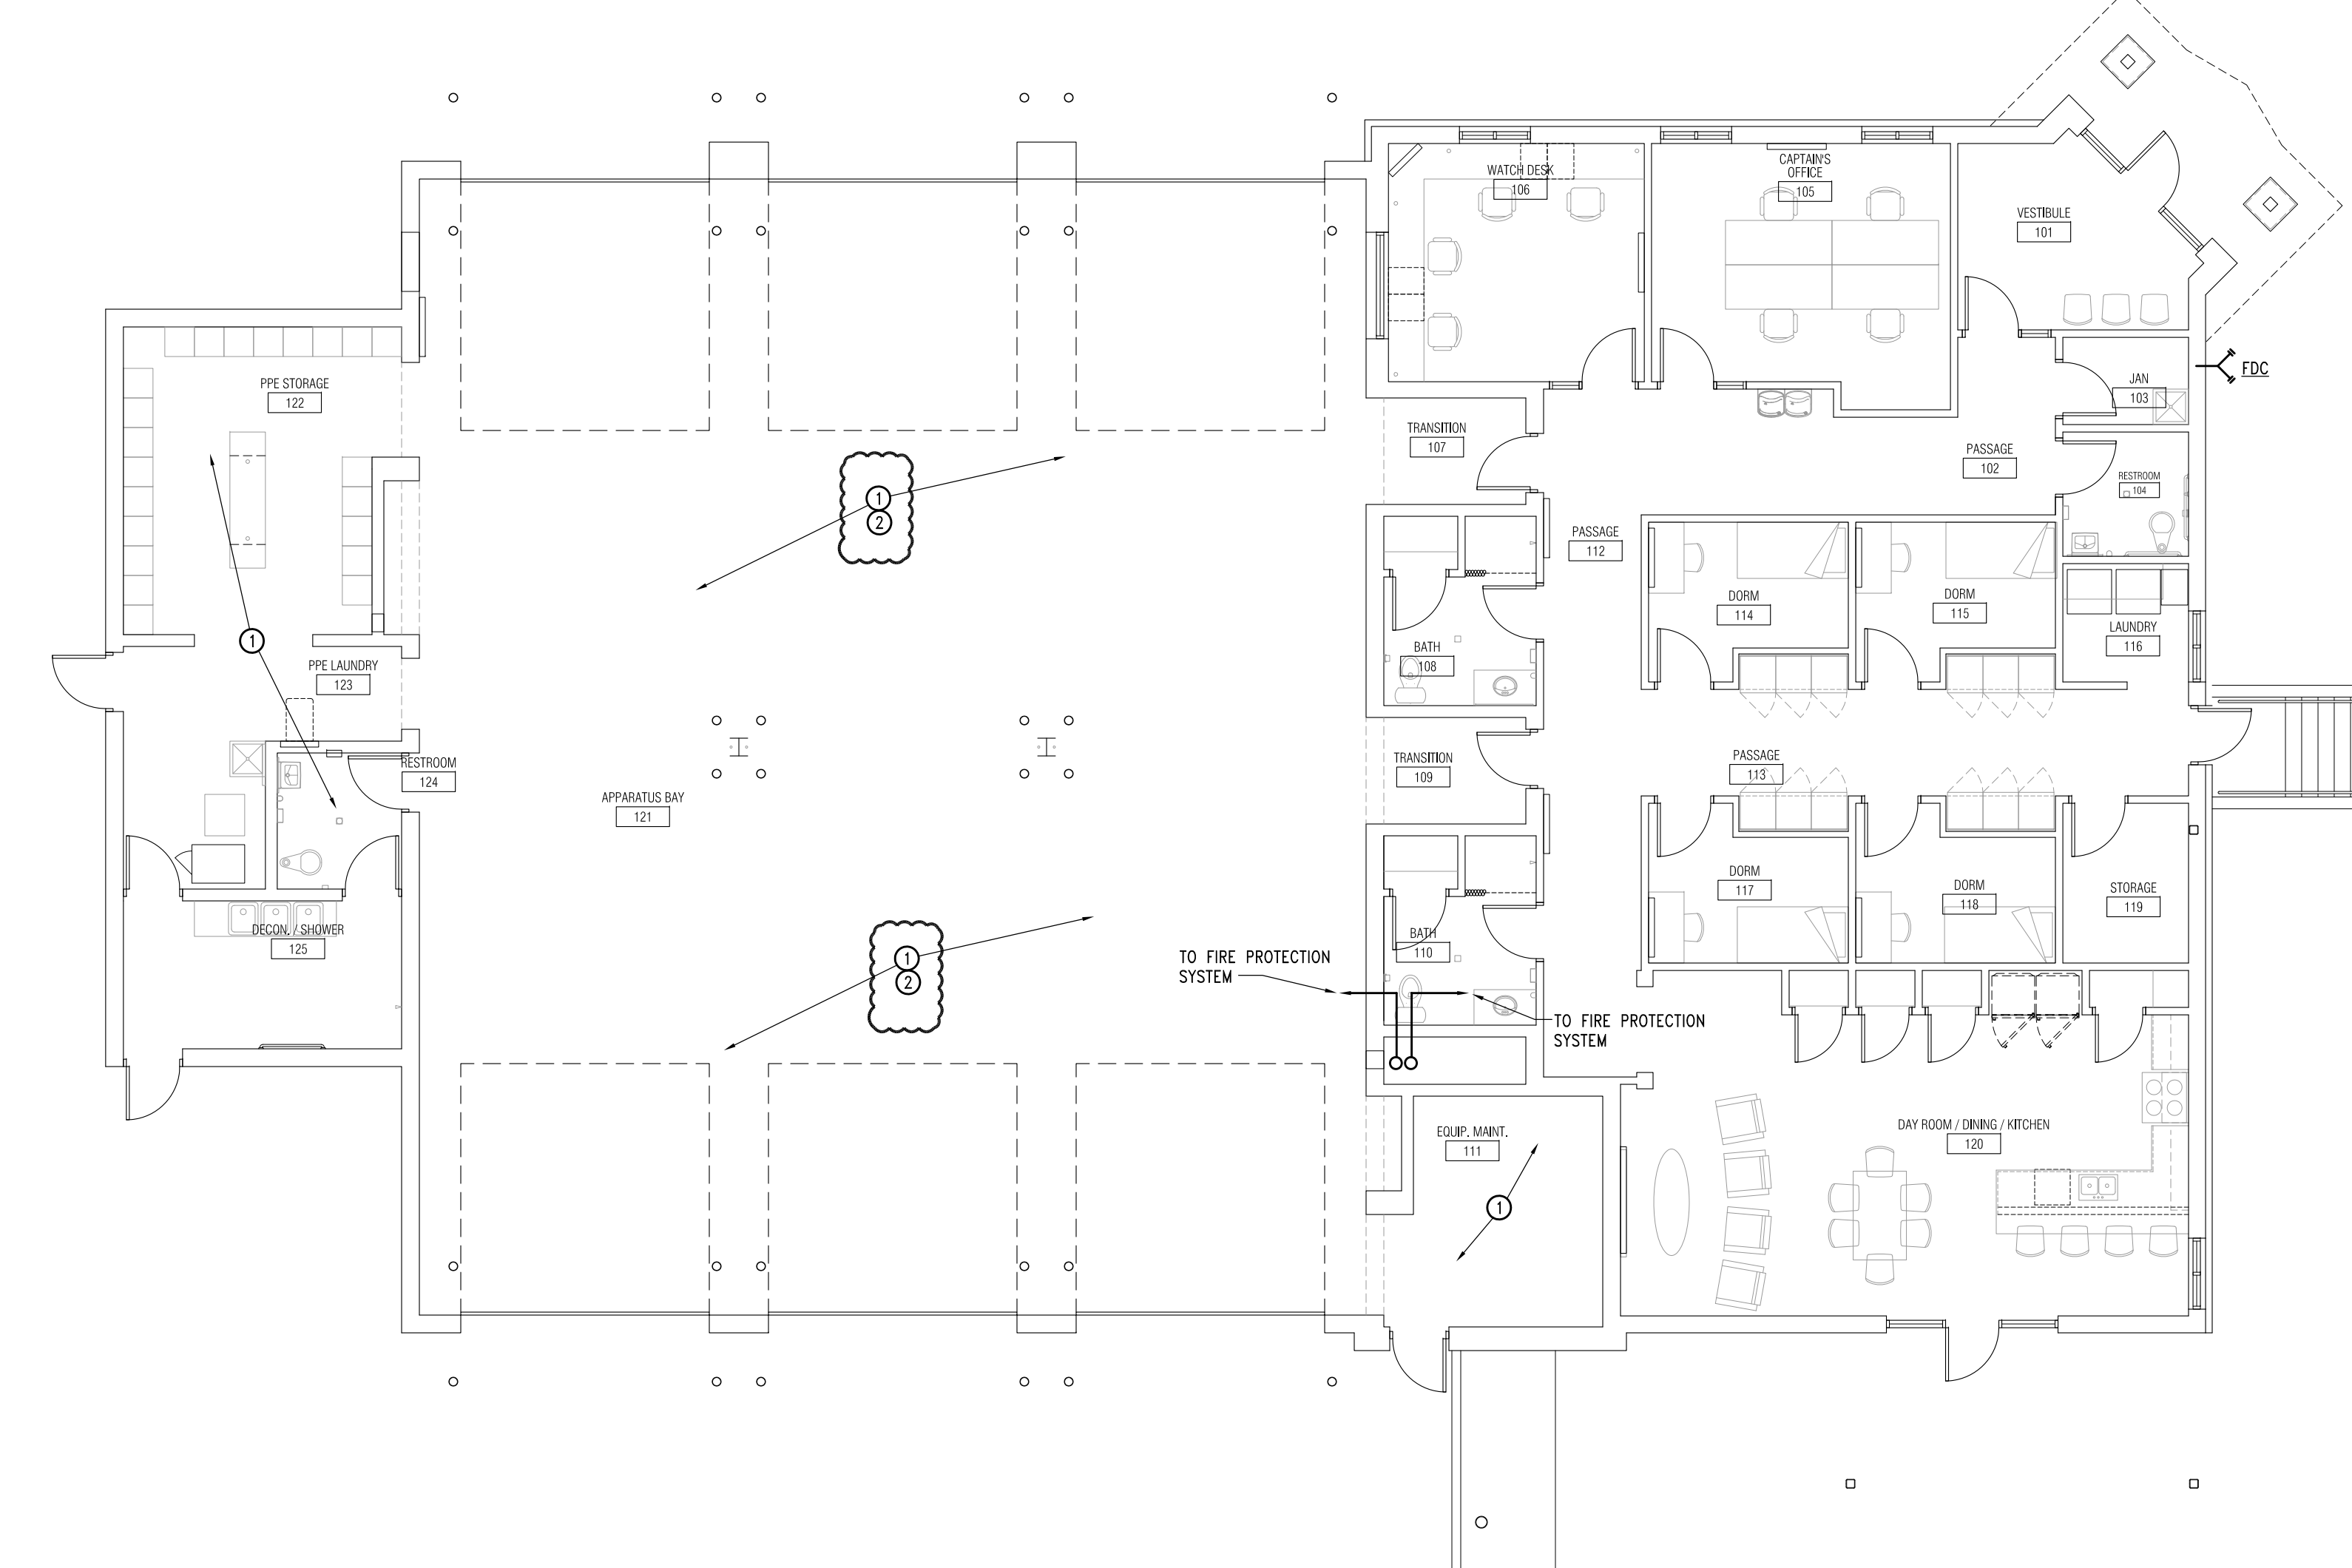 WATCH DESK
106
CAPTAIN'S
OFFICE
105
VESTIBULE
101
PPE STORAGE
122
JAN
103
FDC
TRANSITION
107
PASSAGE
102
RESTROOM
104
1
2
PASSAGE
112
DORM
114
DORM
115
LAUNDRY
116
1
PPE LAUNDRY
123
BATH
108
RESTROOM
124
APPARATUS BAY
121
TRANSITION
109
PASSAGE
113
DORM
117
DORM
118
STORAGE
119
DECON. / SHOWER
125
BATH
110
1
2
TO FIRE PROTECTION
SYSTEM
TO FIRE PROTECTION
SYSTEM
EQUIP. MAINT.
111
1
DAY ROOM / DINING / KITCHEN
120